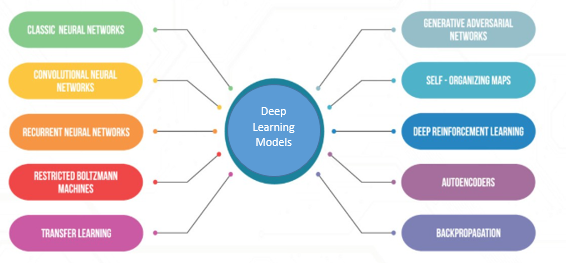 CLASSIC NEURAL NETWORKS
CONVOLUTIONAL NEURAL
NETWORKS
RECURRENT NEURAL NETWORKS
RESTRICTED BOLTZMANN
MACHINES
TRANSFER LEARNING
Deep
Learning
Models
GENERATIVE ADVERSARIAL
NETWORKS
SELF - ORGANIZING MAPS
DEEP REINFORCEMENT LEARNING
AUTOENCODERS
BACKPROPAGATION